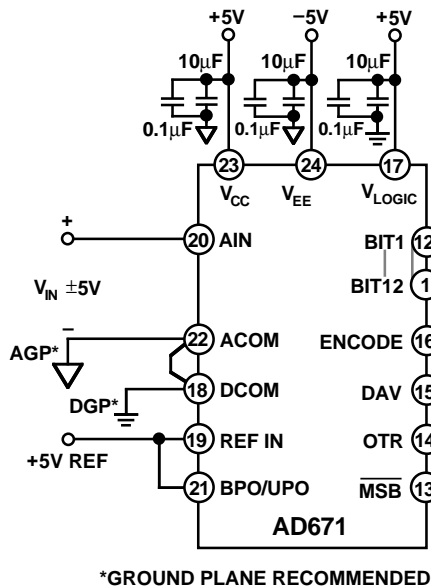 +5V −5V +5V
10µF 10µF 10µF
0.1µF 0.1µF 0.1µF
23 24 17
VCC VEE VLOGIC
+ 20 AIN BIT1 12
VIN ±5V
BIT12 1
− 22 ACOM ENCODE 16
AGP*
18 DCOM DAV 15
DGP*
19 REF IN OTR 14
+5V REF
21 BPO/UPO MSB 13
AD671
*GROUND PLANE RECOMMENDED